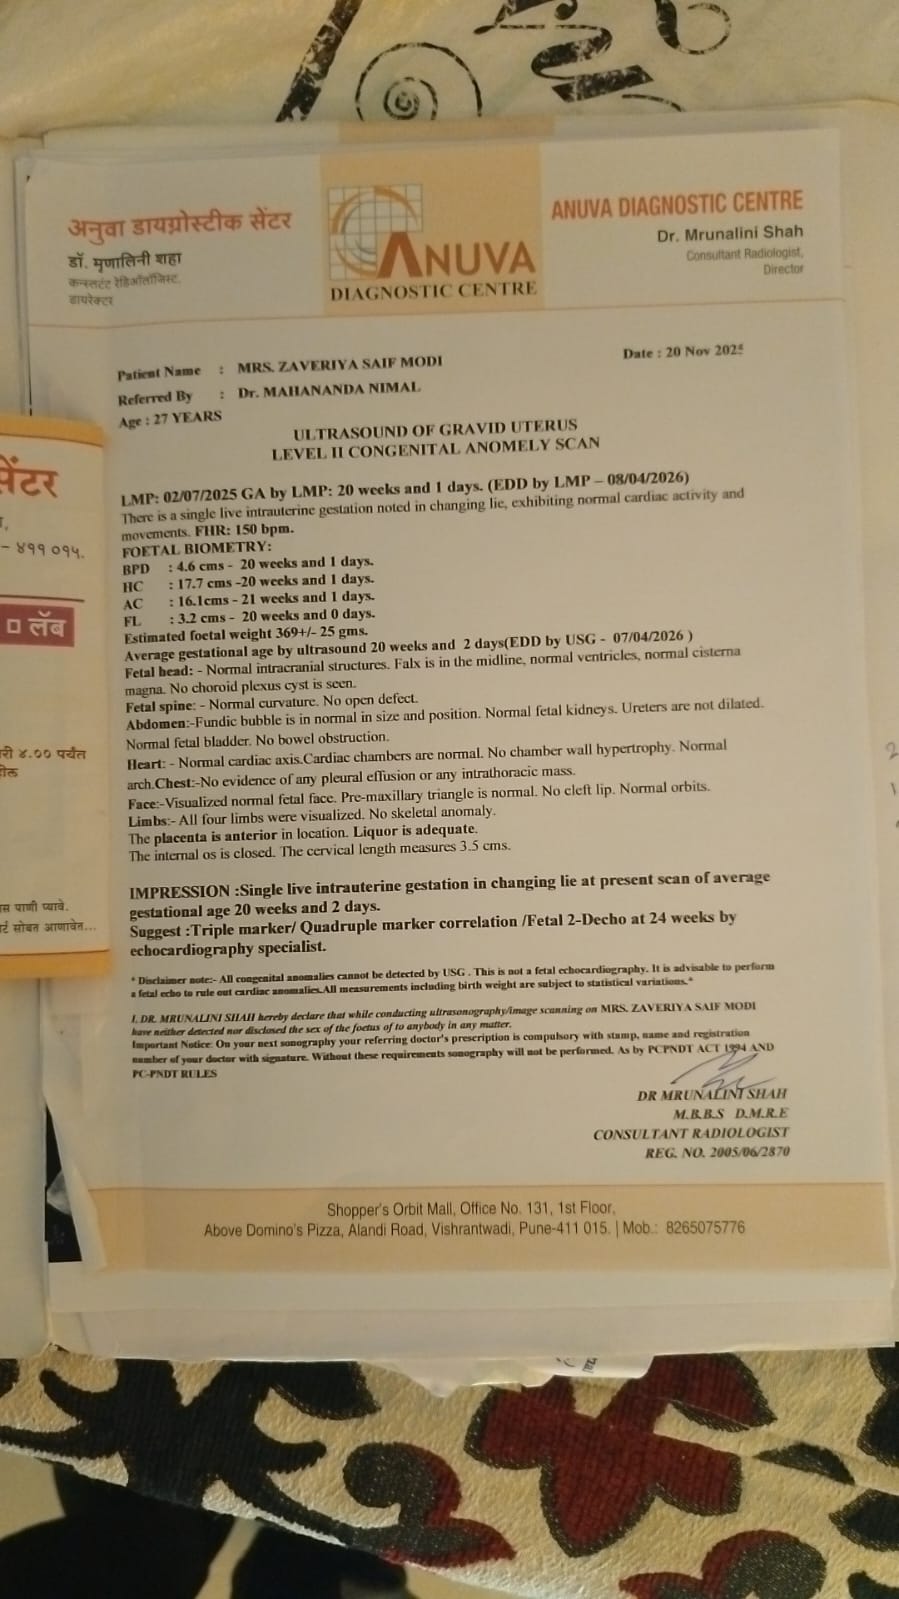 अनुवा डायग्नोस्टीक सेंटर
डॉ. मृणालिनी शहा
कन्सल्टंट रेडिऑलॉजिस्ट.
डायरेक्टर
ANUVA
DIAGNOSTIC CENTRE
ANUVA DIAGNOSTIC CENTRE
Dr. Mrunalini Shah
Consultant Radiologist,
Director
Patient Name : MRS. ZAVERIYA SAIF MODI
Date : 20 Nov 2025
Referred By : Dr. MAHANANDA NIMAL
Age : 27 YEARS
ULTRASOUND OF GRAVID UTERUS
LEVEL II CONGENITAL ANOMELY SCAN
LMP: 02/07/2025 GA by LMP: 20 weeks and 1 days. (EDD by LMP – 08/04/2026)
There is a single live intrauterine gestation noted in changing lie, exhibiting normal cardiac activity and
movements. FHR: 150 bpm.
FOETAL BIOMETRY:
BPD : 4.6 cms - 20 weeks and 1 days.
HC : 17.7 cms -20 weeks and 1 days.
AC : 16.1cms - 21 weeks and 1 days.
FL : 3.2 cms - 20 weeks and 0 days.
Estimated foetal weight 369+/- 25 gms.
Average gestational age by ultrasound 20 weeks and 2 days(EDD by USG - 07/04/2026 )
Fetal head: - Normal intracranial structures. Falx is in the midline, normal ventricles, normal cisterna
magna. No choroid plexus cyst is seen.
Fetal spine: - Normal curvature. No open defect.
Abdomen:-Fundic bubble is in normal in size and position. Normal fetal kidneys. Ureters are not dilated.
Normal fetal bladder. No bowel obstruction.
Heart: - Normal cardiac axis.Cardiac chambers are normal. No chamber wall hypertrophy. Normal
arch.Chest:-No evidence of any pleural effusion or any intrathoracic mass.
Face:-Visualized normal fetal face. Pre-maxillary triangle is normal. No cleft lip. Normal orbits.
Limbs:- All four limbs were visualized. No skeletal anomaly.
The placenta is anterior in location. Liquor is adequate.
The internal os is closed. The cervical length measures 3.5 cms.
IMPRESSION :Single live intrauterine gestation in changing lie at present scan of average
gestational age 20 weeks and 2 days.
Suggest :Triple marker/ Quadruple marker correlation /Fetal 2-Decho at 24 weeks by
echocardiography specialist.
* Disclaimer note:- All congenital anomalies cannot be detected by USG . This is not a fetal echocardiography. It is advisable to perform
a fetal echo to rule out cardiac anomalies.All measurements including birth weight are subject to statistical variations.*
I, DR. MRUNALINI SHAH hereby declare that while conducting ultrasonography/image scanning on MRS. ZAVERIYA SAIF MODI
have neither detected nor disclosed the sex of the foetus of to anybody in any matter.
Important Notice: On your next sonography your referring doctor's prescription is compulsory with stamp, name and registration
number of your doctor with signature. Without these requirements sonography will not be performed. As by PCPNDT ACT 1994 AND
PC-PNDT RULES
DR MRUNALINI SHAH
M.B.B.S D.M.R.E
CONSULTANT RADIOLOGIST
REG. NO. 2005/06/2870
Shopper's Orbit Mall, Office No. 131, 1st Floor,
Above Domino's Pizza, Alandi Road, Vishrantwadi, Pune-411 015. | Mob.: 8265075776
सेंटर
– ४११ ०१५.
लॅब
४.०० पर्यंत
पाणी प्यावे.
सोबत आणावेत...